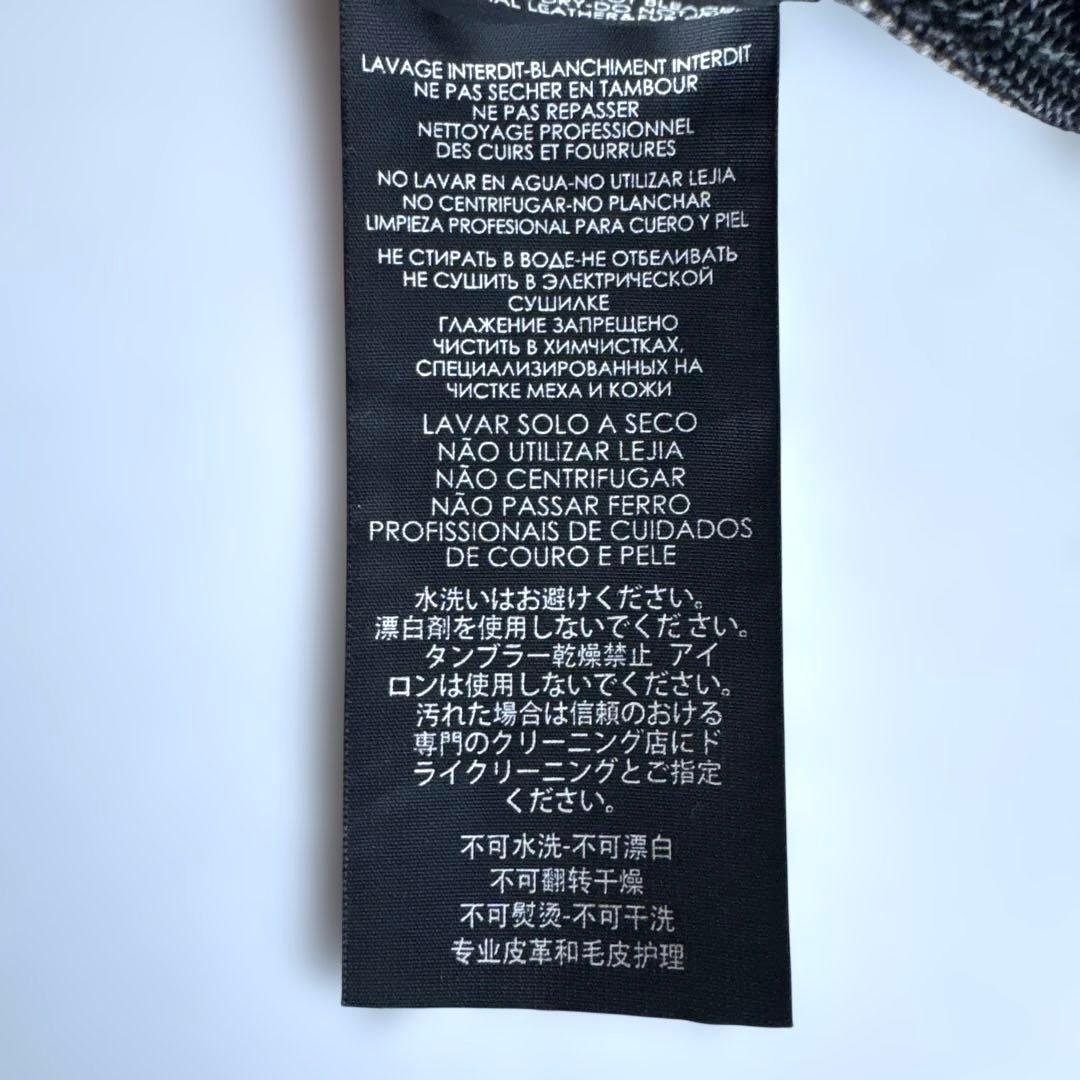 LEATHER&FUR
LAVAGE INTERDIT-BLANCHIMENT INTERDIT
NE PAS SECHER EN TAMBOUR
NE PAS REPASSER
NETTOYAGE PROFESSIONNEL
DES CUIRS ET FOURRURES
NO LAVAR EN AGUA-NO UTILIZAR LEJIA
NO CENTRIFUGAR-NO PLANCHAR
LIMPIEZA PROFESIONAL PARA CUERO Y PIEL
НЕ СТИРАТЬ В ВОДЕ-НЕ ОТБЕЛИВАТЬ
НЕ СУШИТЬ В ЭЛЕКТРИЧЕСКОЙ
СУШИЛКЕ
ГЛАЖЕНИЕ ЗАПРЕЩЕНО
ЧИСТИТЬ В ХИМЧИСТКАХ,
СПЕЦИАЛИЗИРОВАННЫХ НА
ЧИСТКЕ МЕХА И КОЖИ
LAVAR SOLO A SECO
NÃO UTILIZAR LEJIA
NÃO CENTRIFUGAR
NÃO PASSAR FERRO
PROFISSIONAIS DE CUIDADOS
DE COURO E PELE
水洗いはお避けください。
漂白剤を使用しないでください。
タンブラー乾燥禁止 アイ
ロンは使用しないでください。
汚れた場合は信頼のおける
専門のクリーニング店にド
ライクリーニングとご指定
ください。
不可水洗-不可漂白
不可翻转干燥
不可熨烫-不可干洗
专业皮革和毛皮护理